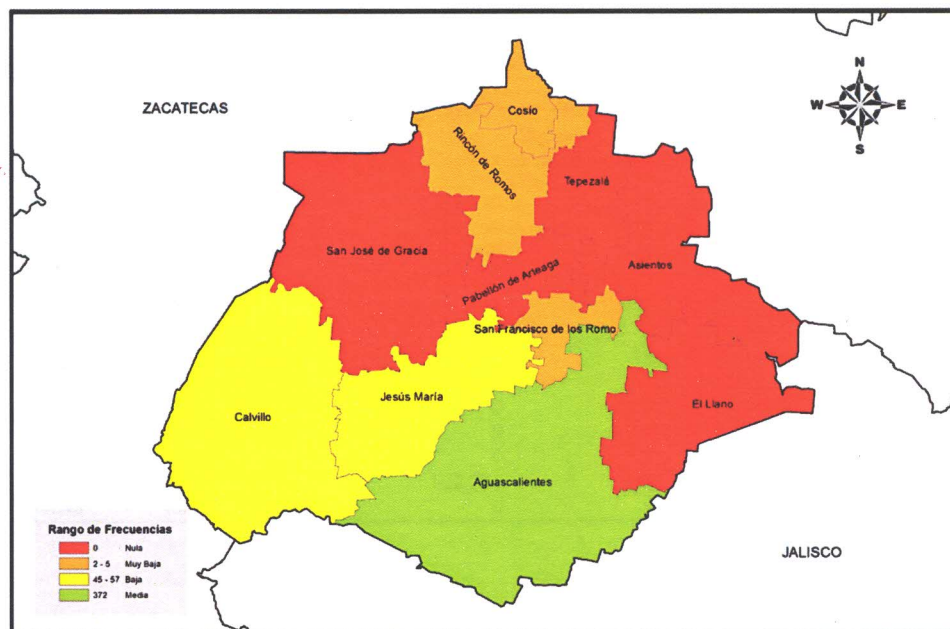 N
W E
S
ZACATECAS
Cosío
Rincón de Romos
Tepezalá
San José de Gracia
Asientos
Pabellón de Arteaga
San Francisco de los Romo
Jesús María
Calvillo
El Llano
Aguascalientes
JALISCO
Rango de Frecuencias
0 Nula
2 - 5 Muy Baja
45 - 57 Baja
372 Media